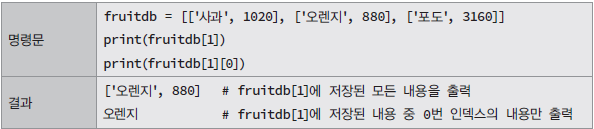 명령문
fruitdb = [['사과', 1020], ['오렌지', 880], ['포도', 3160]]
print(fruitdb[1])
print(fruitdb[1][0])
결과
['오렌지', 880] # fruitdb[1]에 저장된 모든 내용을 출력
오렌지 # fruitdb[1]에 저장된 내용 중 0번 인덱스의 내용만 출력